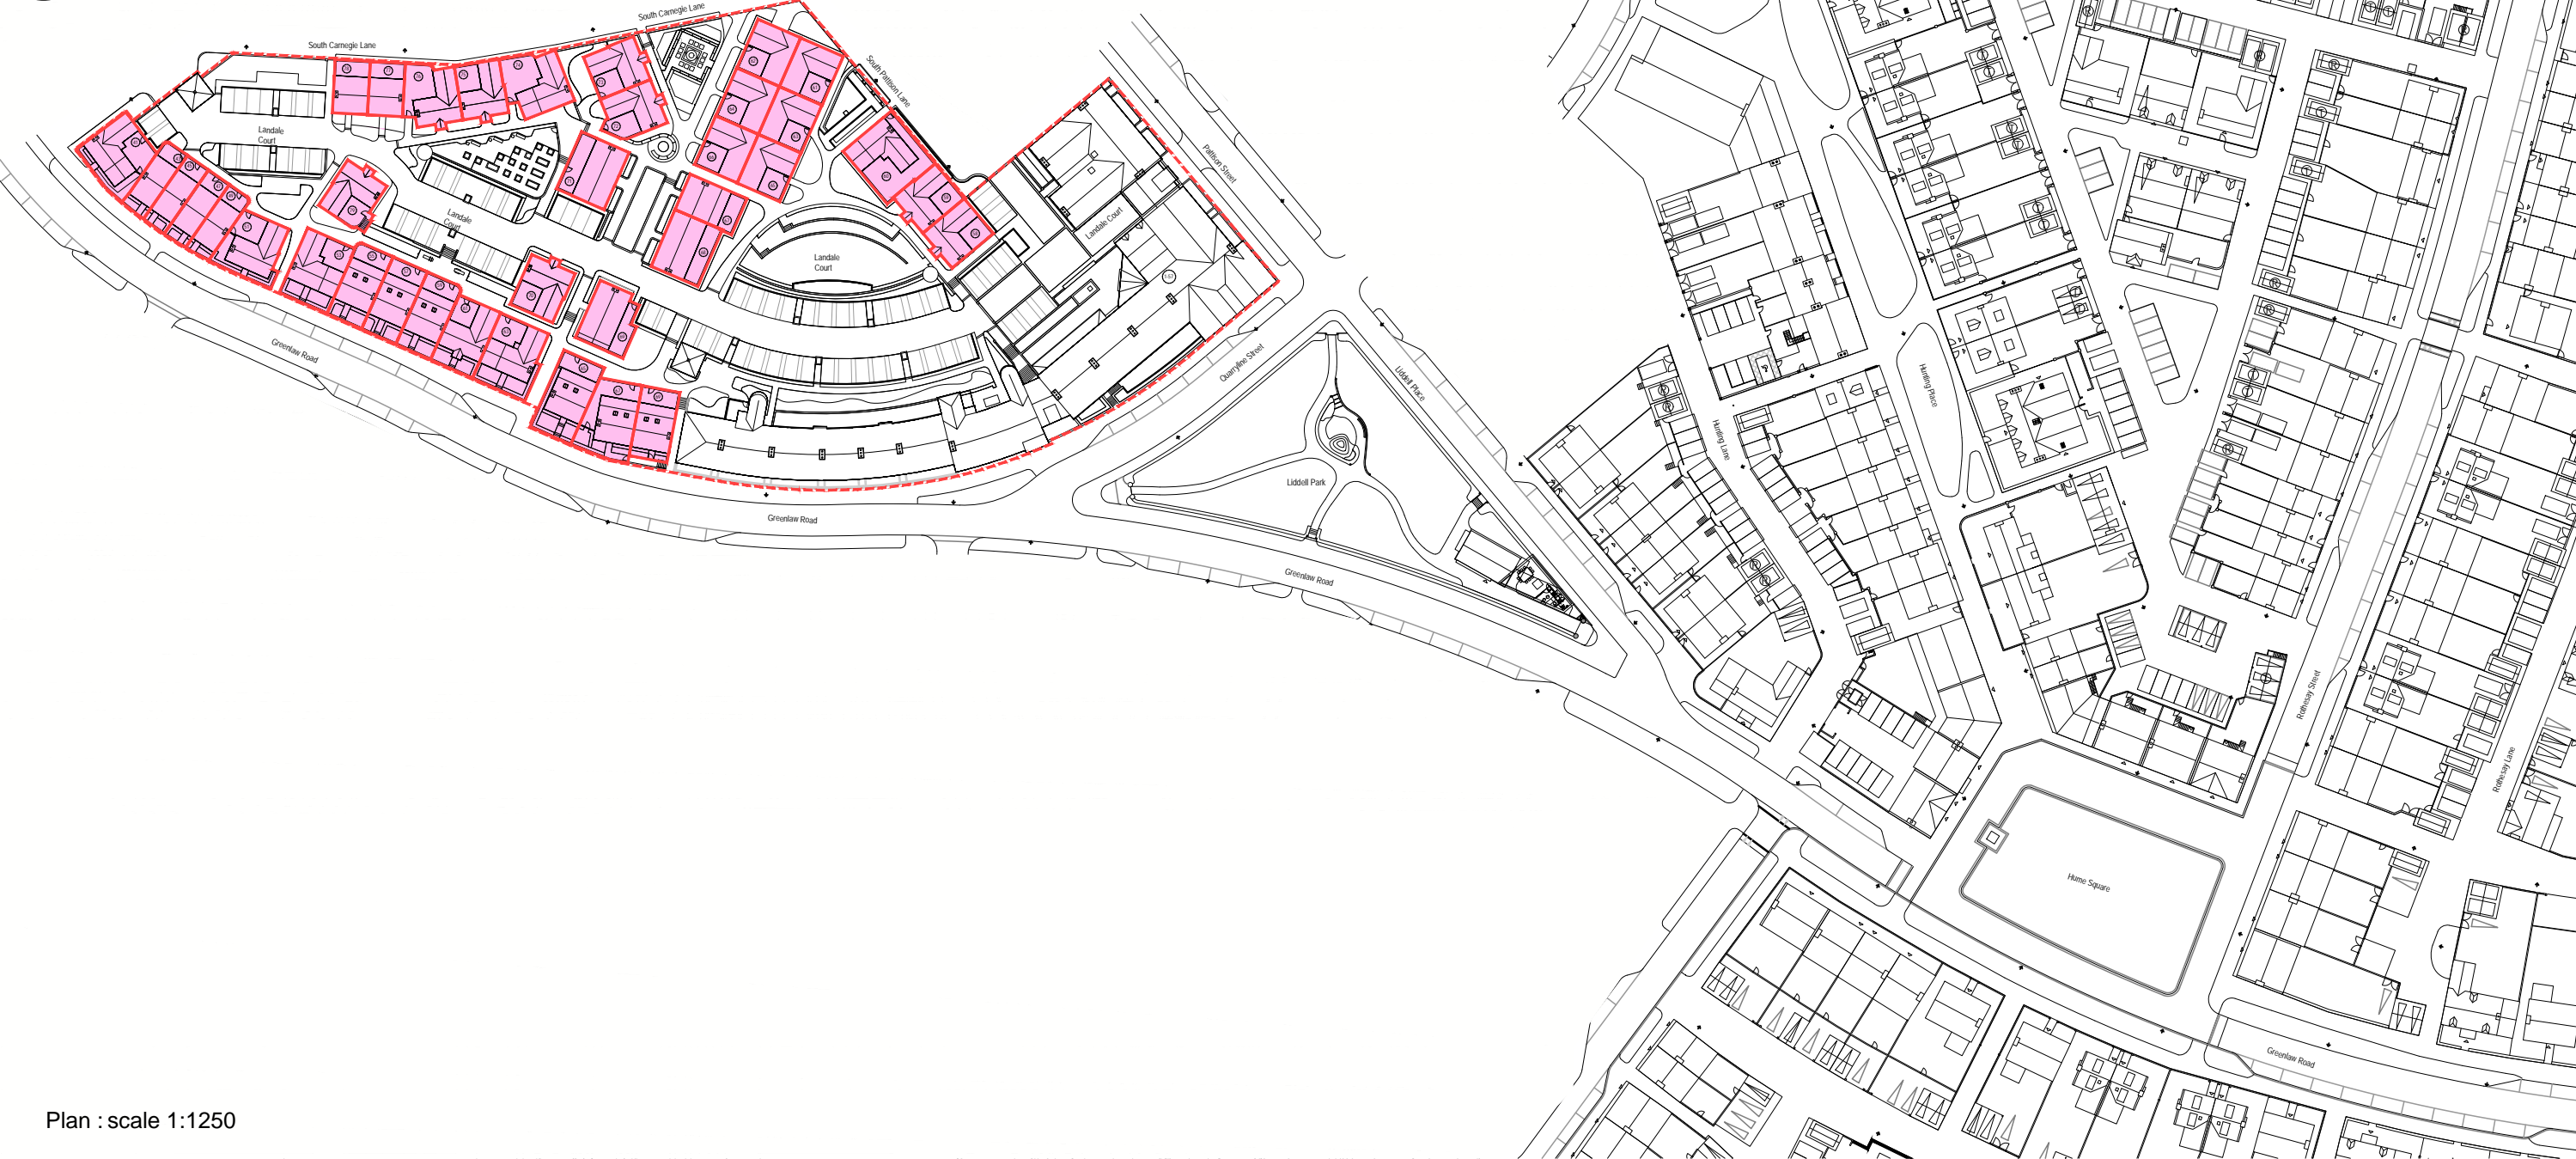 South Carnegie Lane
South Carnegie Lane
South Pattison Lane
Landale
Court
Landale
Court
Landale
Court
Landale Court
Pattison Street
1-57
Greenlaw Road
Quarryline Street
Liddell Place
Liddell Park
Greenlaw Road
Greenlaw Road
Hunting Lane
Hunting Place
Rothesay Street
Rothesay Lane
Hume Square
Greenlaw Road
Plan : scale 1:1250